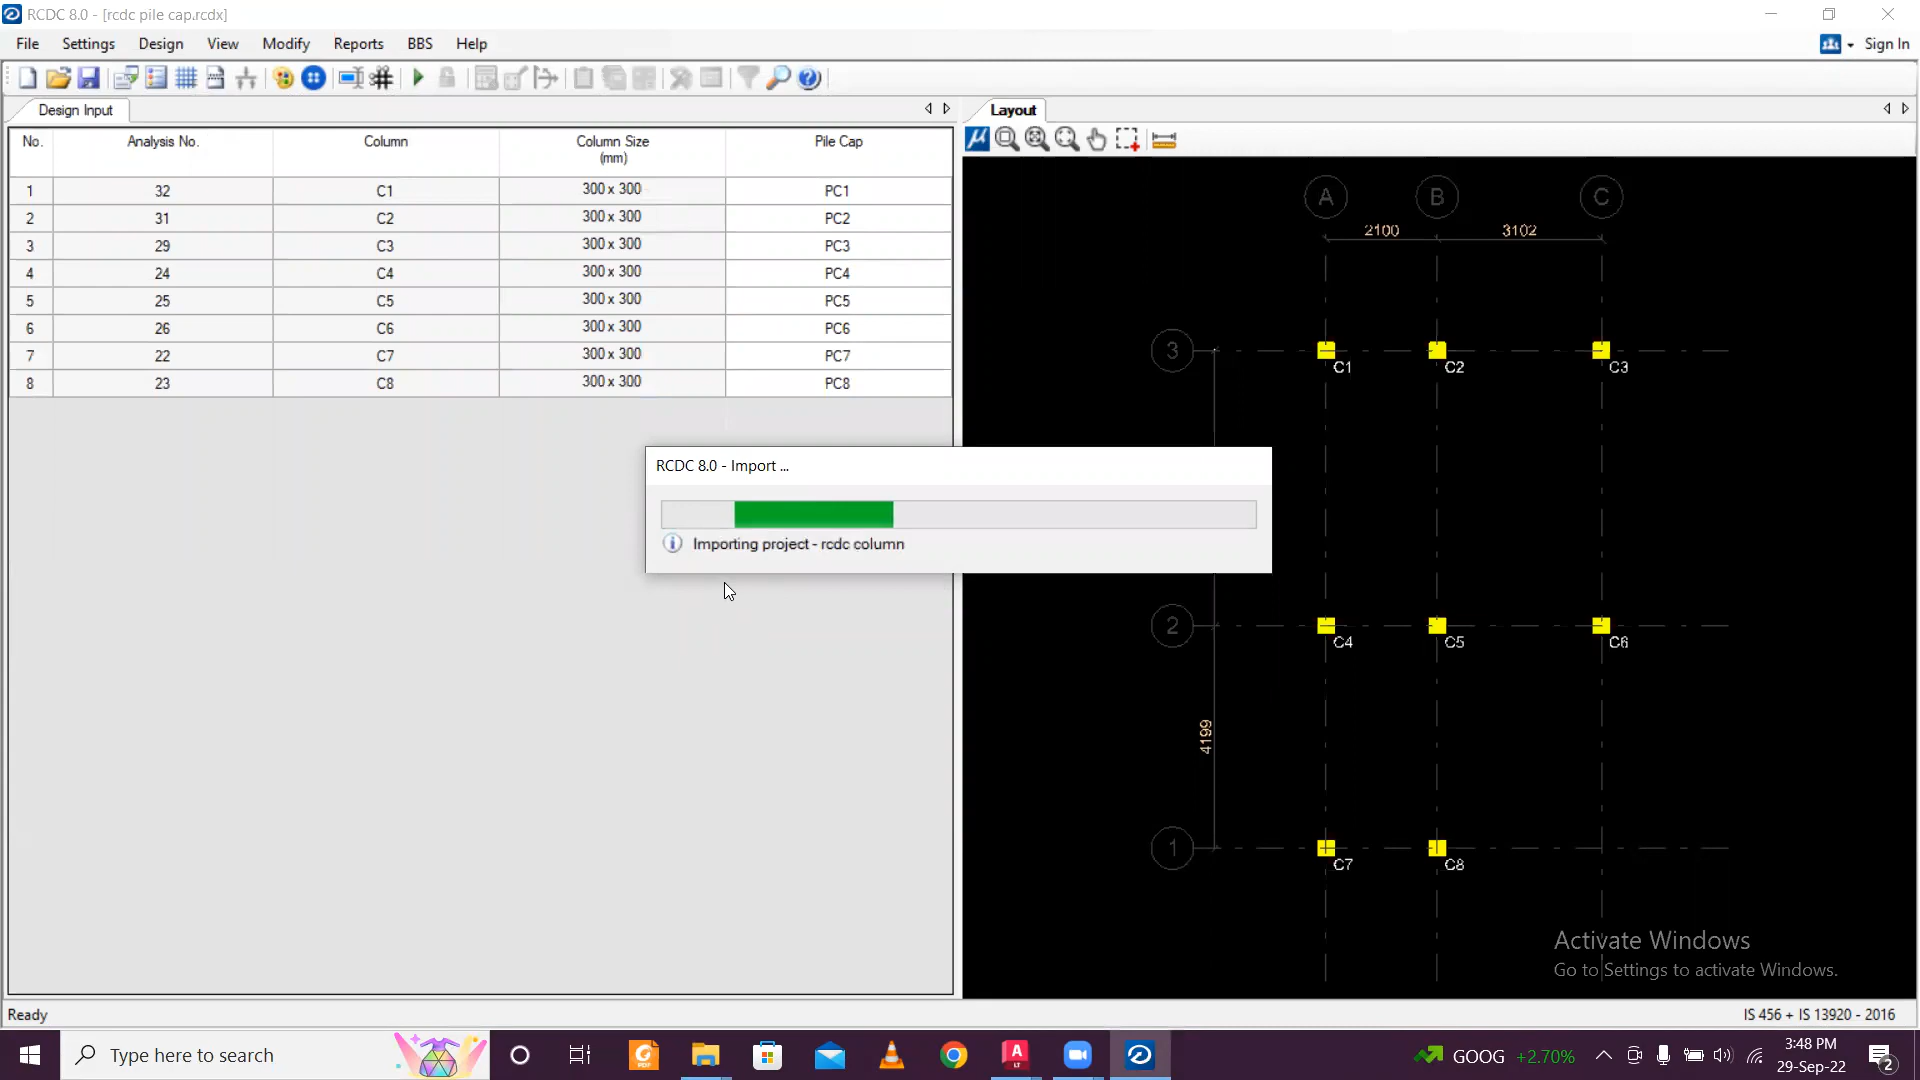 RCDC 8.0 - [rcdc pile cap.rcdx]
File Settings Design View Modify Reports BBS Help Sign In
Design Input
Layout
No. Analysis No. Column Column Size (mm) Pile Cap
1 32 C1 300 x 300 PC1
2 31 C2 300 x 300 PC2
3 29 C3 300 x 300 PC3
4 24 C4 300 x 300 PC4
5 25 C5 300 x 300 PC5
6 26 C6 300 x 300 PC6
7 22 C7 300 x 300 PC7
8 23 C8 300 x 300 PC8
RCDC 8.0 - Import ...
Importing project - rcdc column
A B C
2100 3102
3 C1 C2 C3
2 C4 C5 C6
4199
1 C7 C8
Activate Windows
Go to Settings to activate Windows.
Ready
IS 456 + IS 13920 - 2016
Type here to search
GOOG +2.70%
3:48 PM
29-Sep-22
2